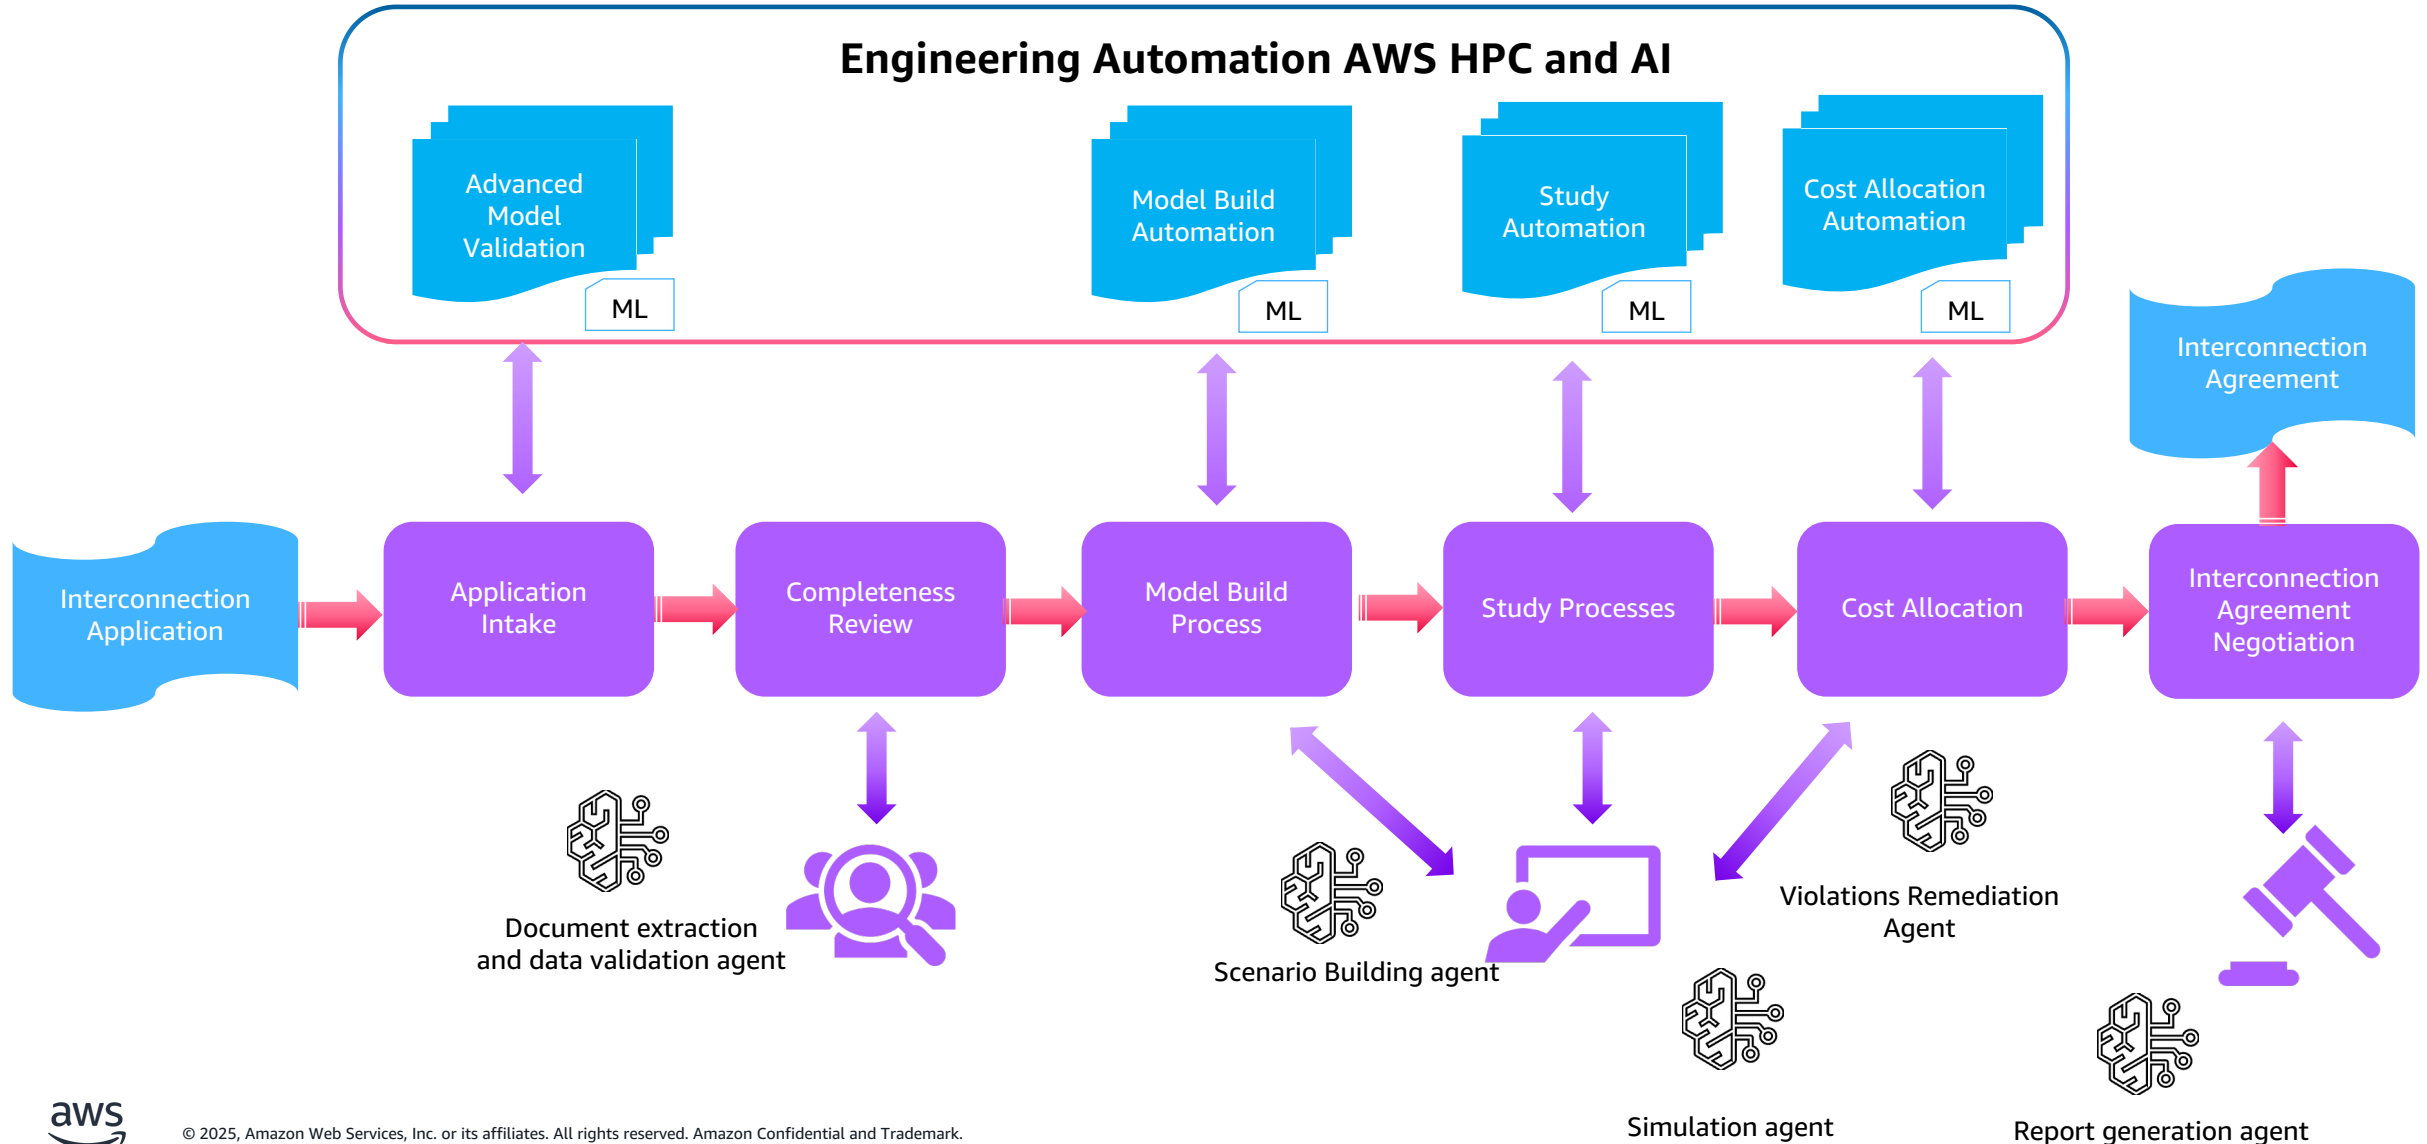 Engineering Automation AWS HPC and AI
Advanced
Model
Validation
ML
Model Build
Automation
ML
Study
Automation
ML
Cost Allocation
Automation
ML
Interconnection
Agreement
Interconnection
Application
Application
Intake
Completeness
Review
Model Build
Process
Study Processes
Cost Allocation
Interconnection
Agreement
Negotiation
Document extraction
and data validation agent
Scenario Building agent
Violations Remediation
Agent
Simulation agent
Report generation agent
aws
© 2025, Amazon Web Services, Inc. or its affiliates. All rights reserved. Amazon Confidential and Trademark.